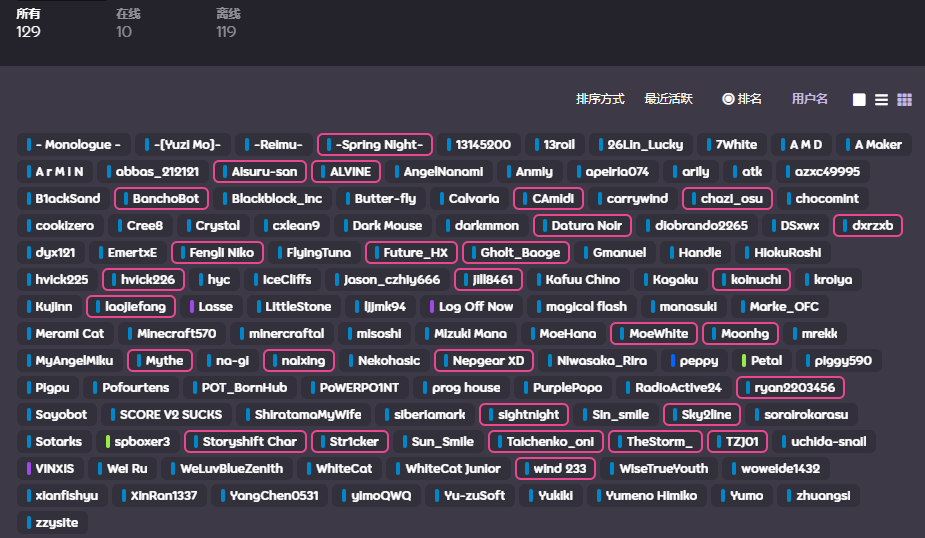 所有 在线 离线
129 10 119
排序方式 最近活跃 排名 用户名
- Monologue - -[Yuzi Mo]- -Reimu- -Spring Night- 13145200 13roll 26Lin_Lucky 7White A M D A Maker
A r M I N abbas_212121 Aisuru-san ALVINE AngelNanami Anmiy apeiria074 arily atk azxc49995
B1ackSand BanchoBot Blackblock_inc Butter-fly Calvaria CAmidi carrywind chazi_osu chocomint
cookizero Cree8 Crystal cxlean9 Dark Mouse darkmmon Datura Noir diobrando2265 DSxwx dxrzxb
dyx121 EmertxE Fengli Niko FlyingTuna Future_HX Gholt_Baoge Gmanuel Handle HiokuRoshi
hvick225 hvick226 hyc IceCliffs jason_czhiy666 jill8461 Kafuu Chino Kagaku koinuchi kroiya
Kujinn laojiefang Lasse LittleStone ljjmk94 Log Off Now magical flash manasuki Marke_OFC
Merami Cat Minecraft570 minercraftal misoshi Mizuki Mana MoeHana MoeWhite Moonhg mrekk
MyAngelMiku Mythe na-gi naixing Nekohasic Nepgear XD Niwasaka_Rira peppy Petal piggy590
Pigpu Pofourtens POT_BornHub PoWERPO1NT prog house PurplePopo RadioActive24 ryan2203456
Sayobot SCORE V2 SUCKS ShiratamaMyWife siberiamark sightnight Sin_smile Sky2line sorairokarasu
Sotarks spboxer3 Storyshift Char Str1cker Sun_Smile Taichenko_oni TheStorm_ TZJ01 uchida-snail
VINXIS Wei Ru WeLuvBlueZenith WhiteCat WhiteCat Junior wind 233 WiseTrueYouth woweide1432
xianfishyu XinRan1337 YangChen0531 yimoQWQ Yu-zuSoft Yukiki Yumeno Himiko Yumo zhuangsi
zzysite